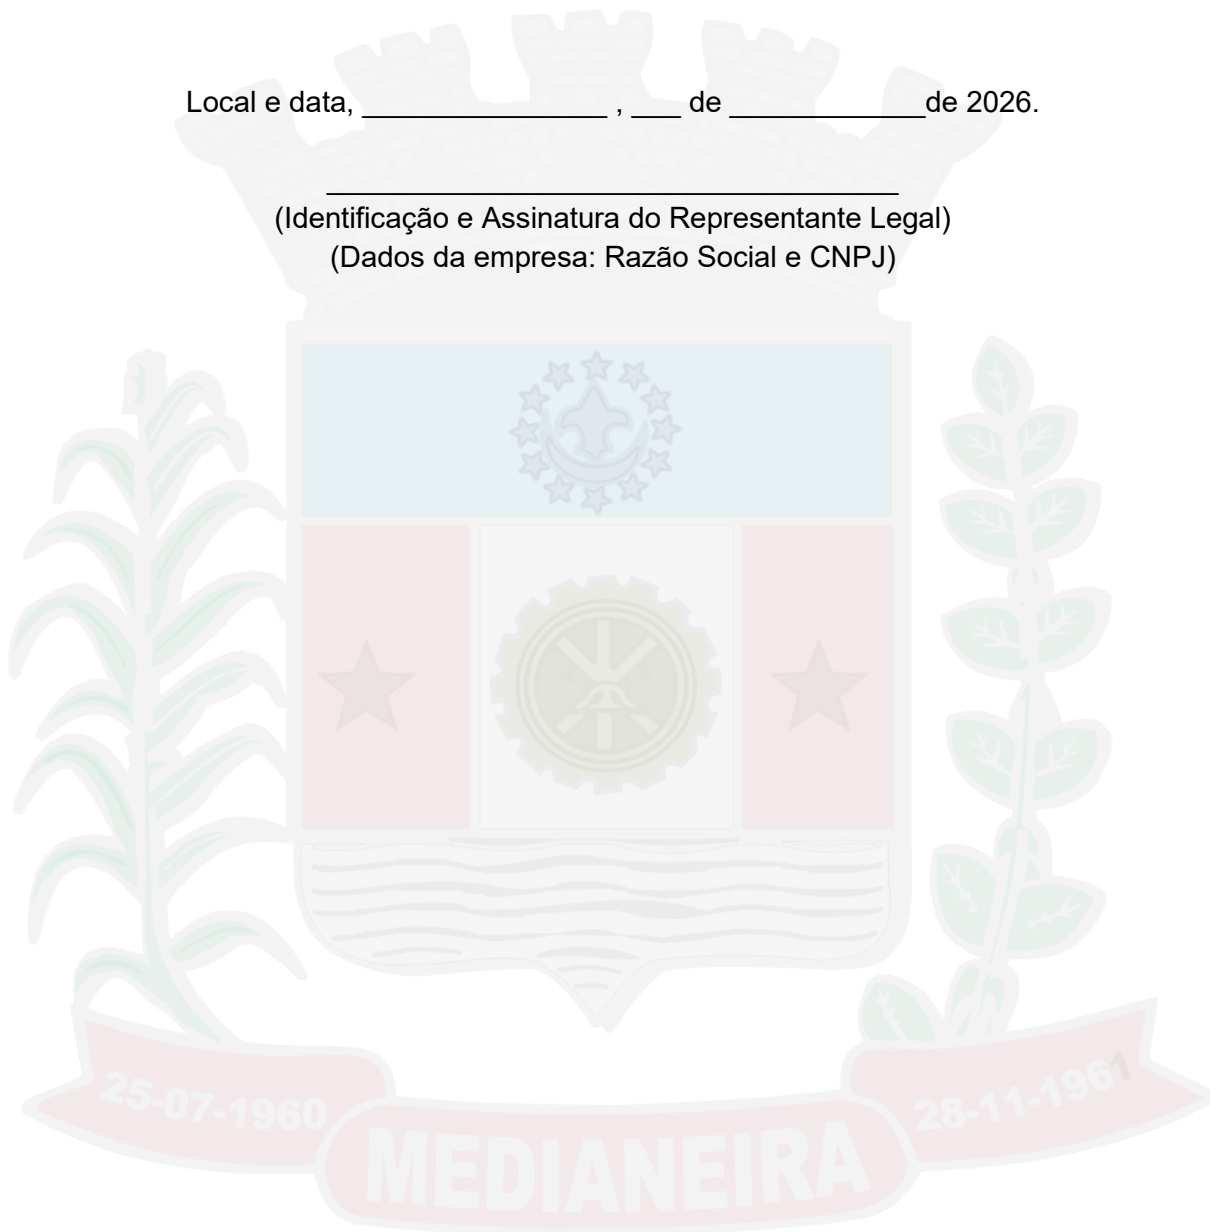 Local e data, _______________ , ___ de ____________de 2026.
___________________________________
(Identificação e Assinatura do Representante Legal)
(Dados da empresa: Razão Social e CNPJ)
25-07-1960
28-11-1961
MEDIANEIRA